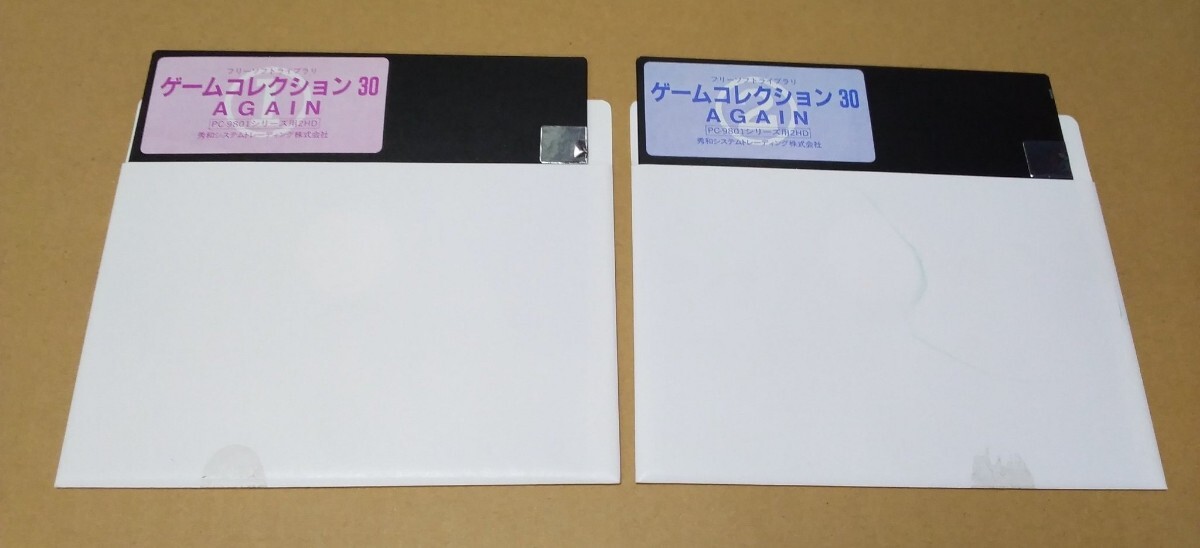 フリーソフトライブラリ
ゲームコレクション 30
AGAIN
PC-9801シリーズ用2HD
秀和システムトレーディング株式会社
フリーソフトライブラリ
ゲームコレクション 30
AGAIN
PC-9801シリーズ用2HD
秀和システムトレーディング株式会社